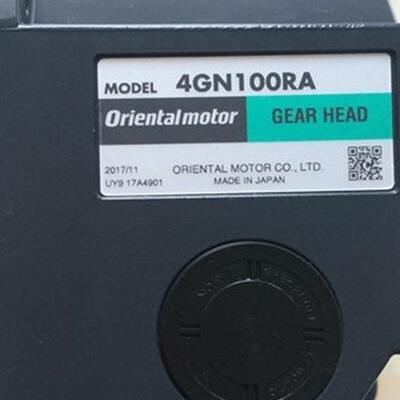 MODEL 4GN100RA
Orientalmotor GEAR HEAD
2017/11 ORIENTAL MOTOR CO., LTD.
UY9 17A4901 MADE IN JAPAN